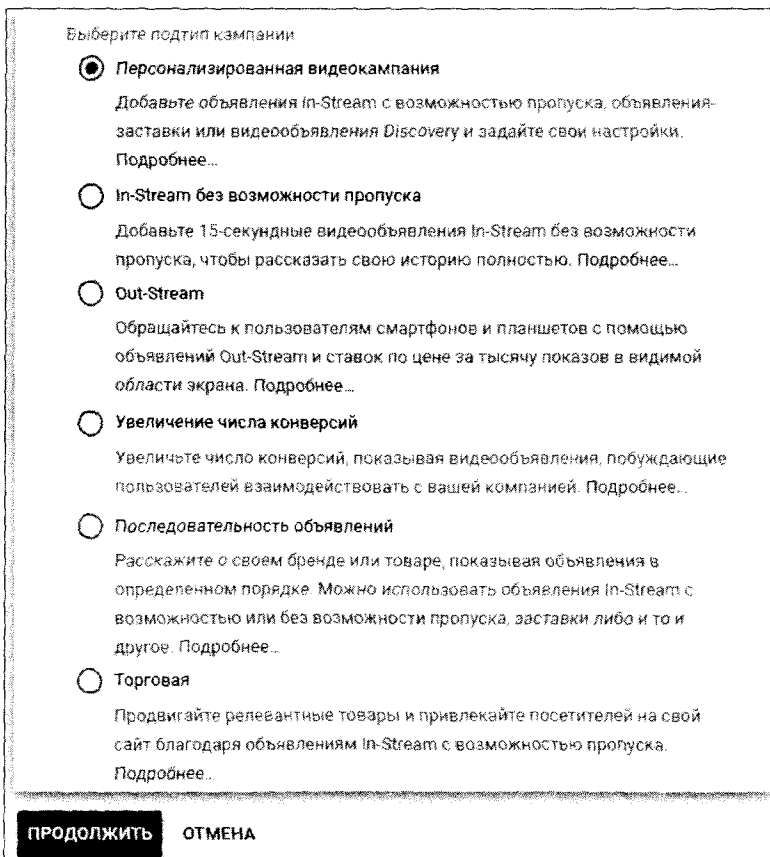 Выберите подтип кампании
Персонализированная видеокампания
Добавьте объявления In-Stream с возможностью пропуска, объявления-
заставки или видеообъявления Discovery и задайте свои настройки.
Подробнее...
In-Stream без возможности пропуска
Добавьте 15-секундные видеообъявления In-Stream без возможности
пропуска, чтобы рассказать свою историю полностью. Подробнее...
Out-Stream
Обращайтесь к пользователям смартфонов и планшетов с помощью
объявлений Out-Stream и ставок по цене за тысячу показов в видимой
области экрана. Подробнее...
Увеличение числа конверсий
Увеличьте число конверсий, показывая видеообъявления, побуждающие
пользователей взаимодействовать с вашей компанией. Подробнее...
Последовательность объявлений
Расскажите о своем бренде или товаре, показывая объявления в
определенном порядке. Можно использовать объявления In-Stream с
возможностью или без возможности пропуска, заставки либо и то и
другое. Подробнее...
Торговая
Продвигайте релевантные товары и привлекайте посетителей на свой
сайт благодаря объявлениям In-Stream с возможностью пропуска.
Подробнее...
ПРОДОЛЖИТЬ ОТМЕНА